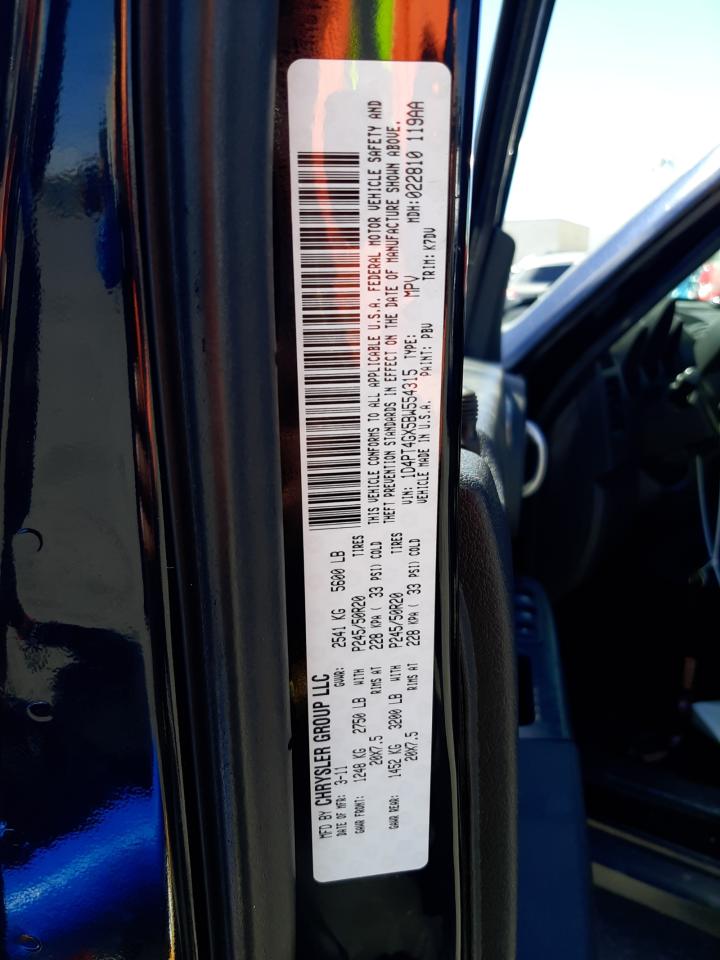 MFD BY CHRYSLER GROUP LLC
DATE OF MFR: 3-11 GVWR: 2541 KG 5600 LB
GAWR FRONT: 1248 KG 2750 LB WITH P245/50R20 TIRES
20X7.5 RIMS AT 228 KPA ( 33 PSI) COLD
GAWR REAR: 1452 KG 3200 LB WITH P245/50R20 TIRES
20X7.5 RIMS AT 228 KPA ( 33 PSI) COLD
THIS VEHICLE CONFORMS TO ALL APPLICABLE U.S.A. FEDERAL MOTOR VEHICLE SAFETY AND
THEFT PREVENTION STANDARDS IN EFFECT ON THE DATE OF MANUFACTURE SHOWN ABOVE.
VIN: 1D4PT4GX5BW554315 TYPE: MPV MDH:022810 119AA
VEHICLE MADE IN U.S.A. PAINT: PBV TRIM: K7DV